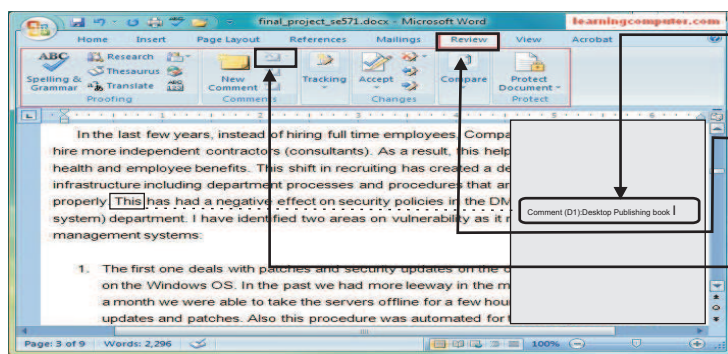 final_project_se571.docx - Microsoft Word
learningcomputer.com
Home Insert Page Layout References Mailings Review View Acrobat
ABC Research
Spelling & Thesaurus New Tracking Accept Compare Protect
Grammar Translate Comment Document
Proofing Comments Changes Protect
In the last few years, instead of hiring full time employees, Compa
hire more independent contractors (consultants). As a result, this help
health and employee benefits. This shift in recruiting has created a de
infrastructure including department processes and procedures that ar
properly This has had a negative effect on security policies in the DM
Comment (D1):Desktop Publishing book
system) department. I have identified two areas on vulnerability as it r
management systems:
1. The first one deals with patches and security updates on the
on the Windows OS. In the past we had more leeway in the m
a month we were able to take the servers offline for a few hou
updates and patches. Also this procedure was automated for
Page: 3 of 9 Words: 2,296 100%